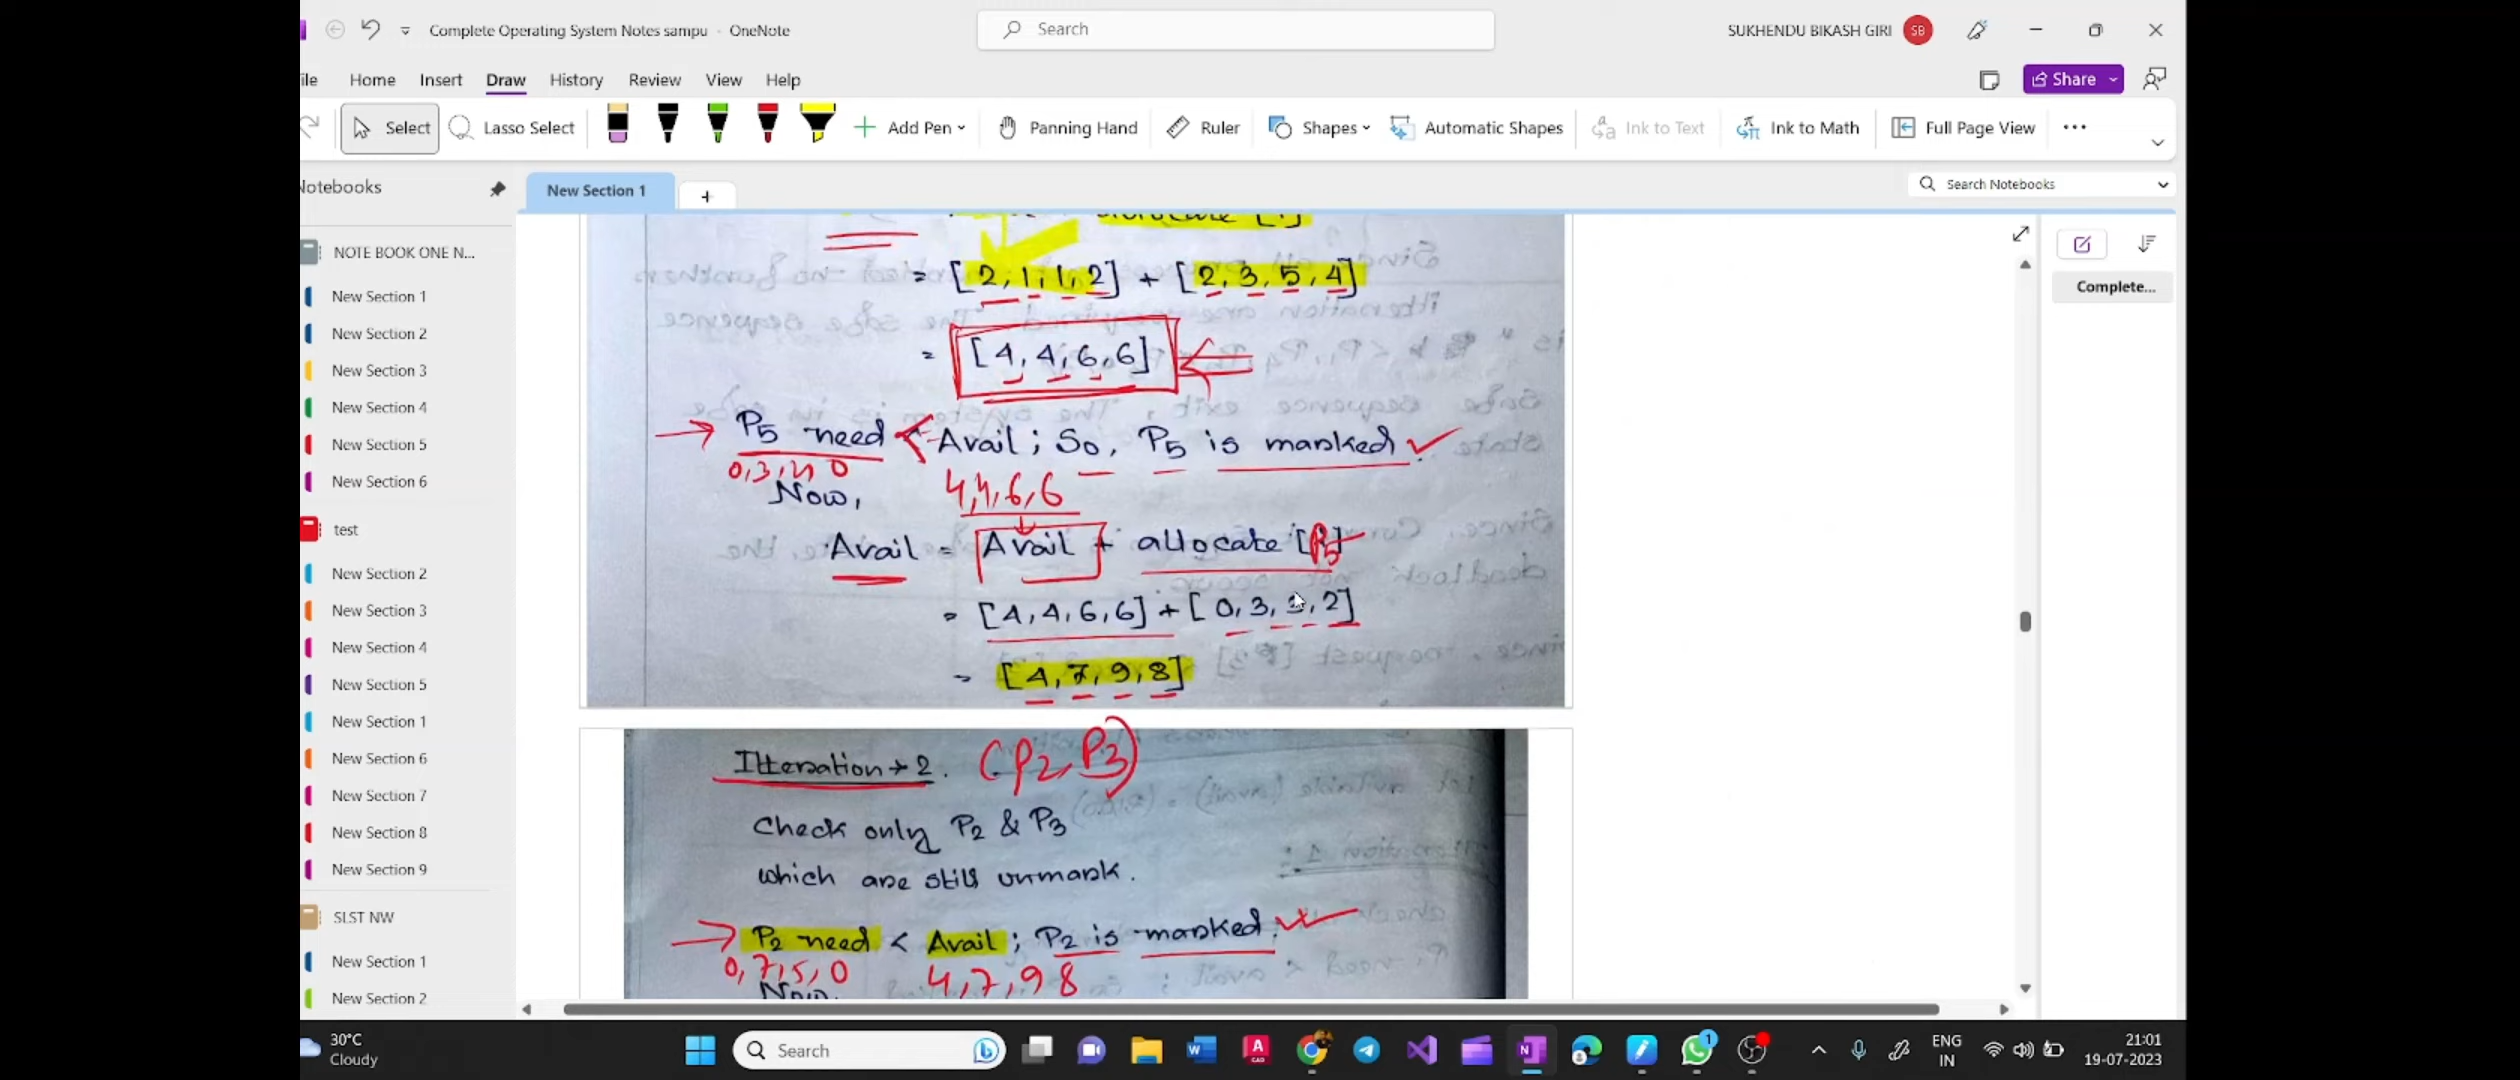 Complete Operating System Notes sampu - OneNote
Search
SUKHENDU BIKASH GIRI
SB
ile Home Insert Draw History Review View Help
Share
Select Lasso Select Add Pen Panning Hand Ruler Shapes Automatic Shapes Ink to Text Ink to Math Full Page View
Notebooks
New Section 1
+
Search Notebooks
NOTE BOOK ONE N...
New Section 1
New Section 2
New Section 3
New Section 4
New Section 5
New Section 6
test
New Section 2
New Section 3
New Section 4
New Section 5
New Section 1
New Section 6
New Section 7
New Section 8
New Section 9
SLST NW
New Section 1
New Section 2
Complete...
= [2, 1, 1, 2] + [2, 3, 5, 4]
= [4, 4, 6, 6]
P5 need < Avail; So, P5 is marked.
4,4,6,6
Now,
Avail = Avail + allocate [P5]
= [4, 4, 6, 6] + [0, 3, 3, 2]
= [4, 7, 9, 8]
Itteration → 2. (P2, P3)
Check only P2 & P3
which are still unmark.
P2 need < Avail; P2 is marked.
0,7,5,0 4,7,9 8
Now,
30°C
Cloudy
Search
ENG
IN
21:01
19-07-2023